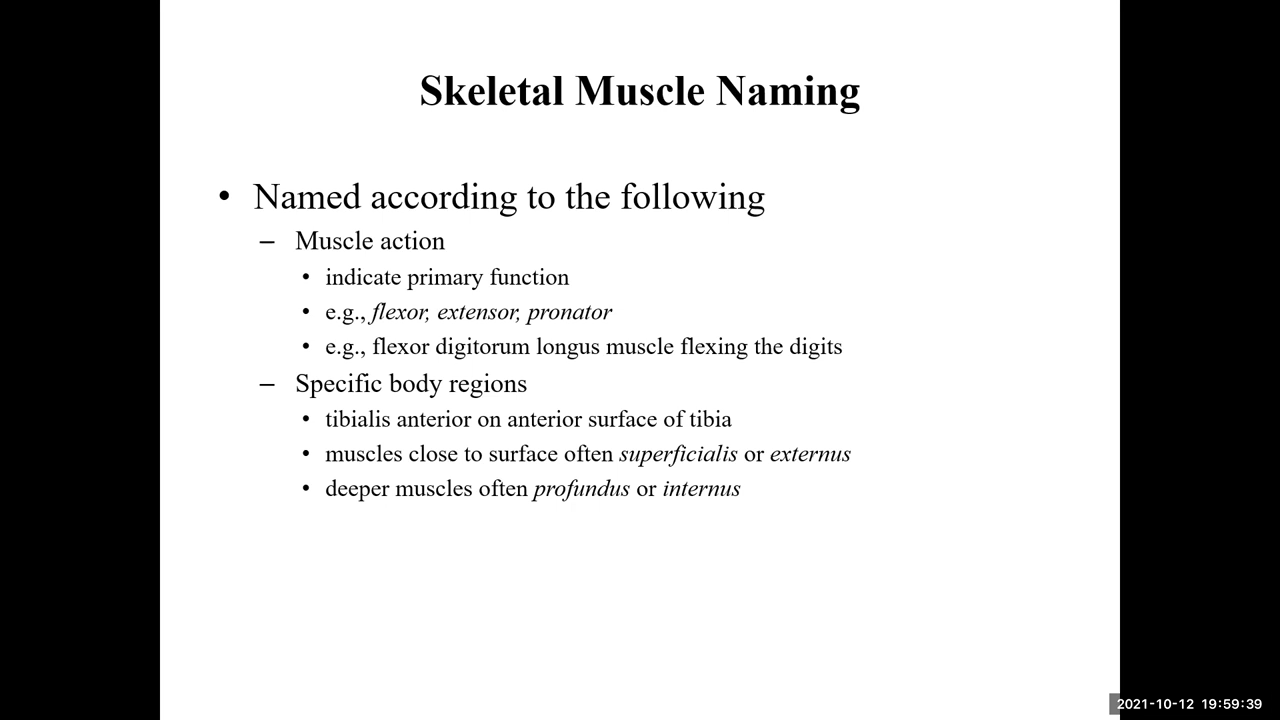 Skeletal Muscle Naming
• Named according to the following
– Muscle action
• indicate primary function
• e.g., flexor, extensor, pronator
• e.g., flexor digitorum longus muscle flexing the digits
– Specific body regions
• tibialis anterior on anterior surface of tibia
• muscles close to surface often superficialis or externus
• deeper muscles often profundus or internus
2021-10-12 19:59:39